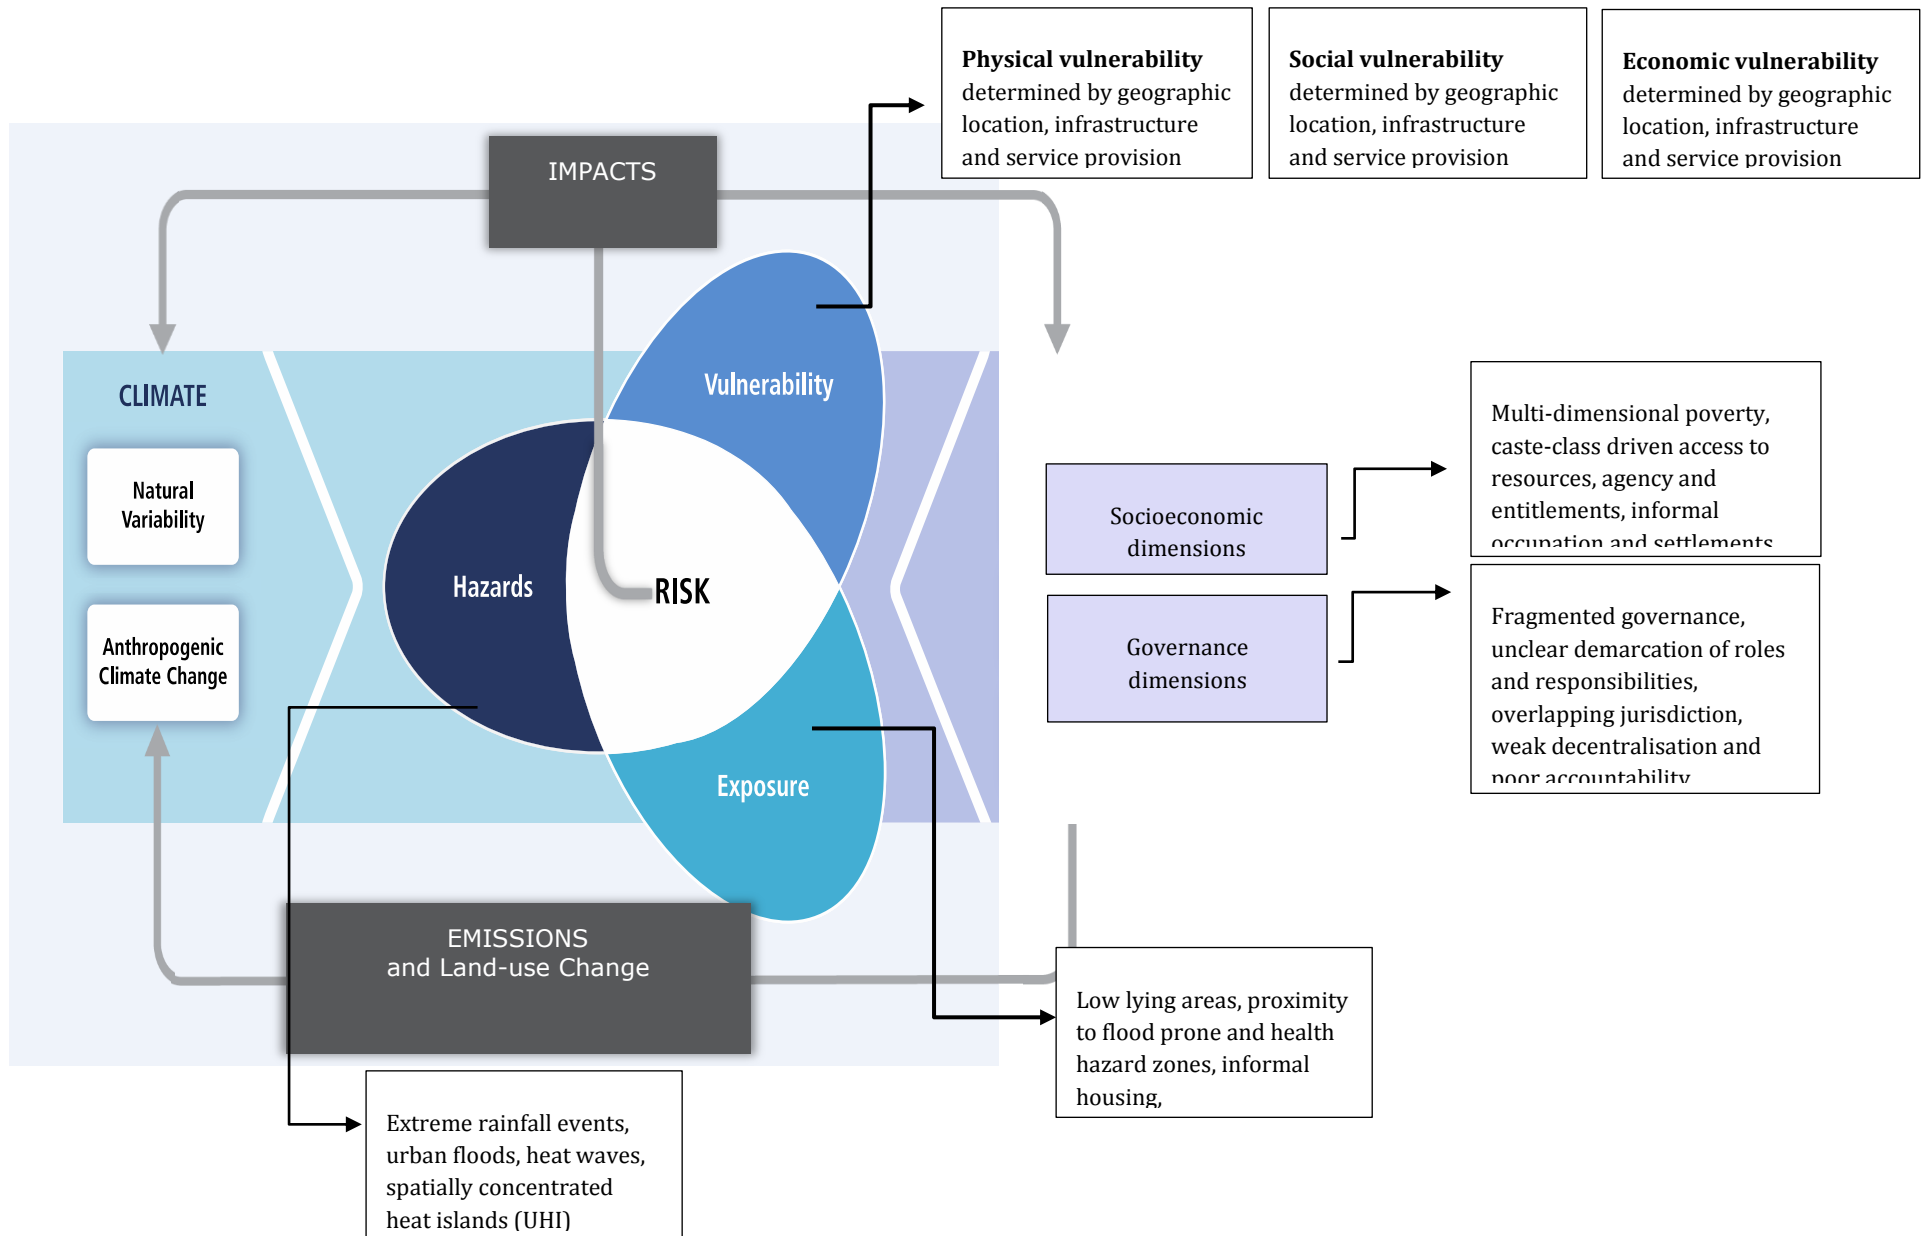 Physical vulnerability
determined by geographic
location, infrastructure
and service provision
Social vulnerability
determined by geographic
location, infrastructure
and service provision
Economic vulnerability
determined by geographic
location, infrastructure
and service provision
IMPACTS
CLIMATE
Natural
Variability
Anthropogenic
Climate Change
Vulnerability
Hazards
RISK
Exposure
Socioeconomic
dimensions
Governance
dimensions
Multi-dimensional poverty,
caste-class driven access to
resources, agency and
entitlements, informal
occupation and settlements
Fragmented governance,
unclear demarcation of roles
and responsibilities,
overlapping jurisdiction,
weak decentralisation and
poor accountability
EMISSIONS
and Land-use Change
Low lying areas, proximity
to flood prone and health
hazard zones, informal
housing,
Extreme rainfall events,
urban floods, heat waves,
spatially concentrated
heat islands (UHI)